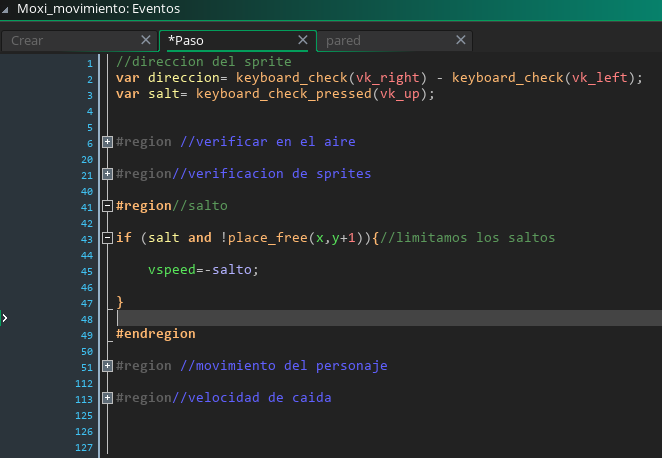 Moxi_movimiento: Eventos
Crear
*Paso
pared
1 //direccion del sprite
2 var direccion= keyboard_check(vk_right) - keyboard_check(vk_left);
3 var salt= keyboard_check_pressed(vk_up);
4
5
6 #region //verificar en el aire
20
21 #region//verificacion de sprites
40
41 #region//salto
42
43 if (salt and !place_free(x,y+1)){//limitamos los saltos
44
45 vspeed=-salto;
46
47 }
48
49 #endregion
50
51 #region //movimiento del personaje
112
113 #region//velocidad de caida
125
126
127